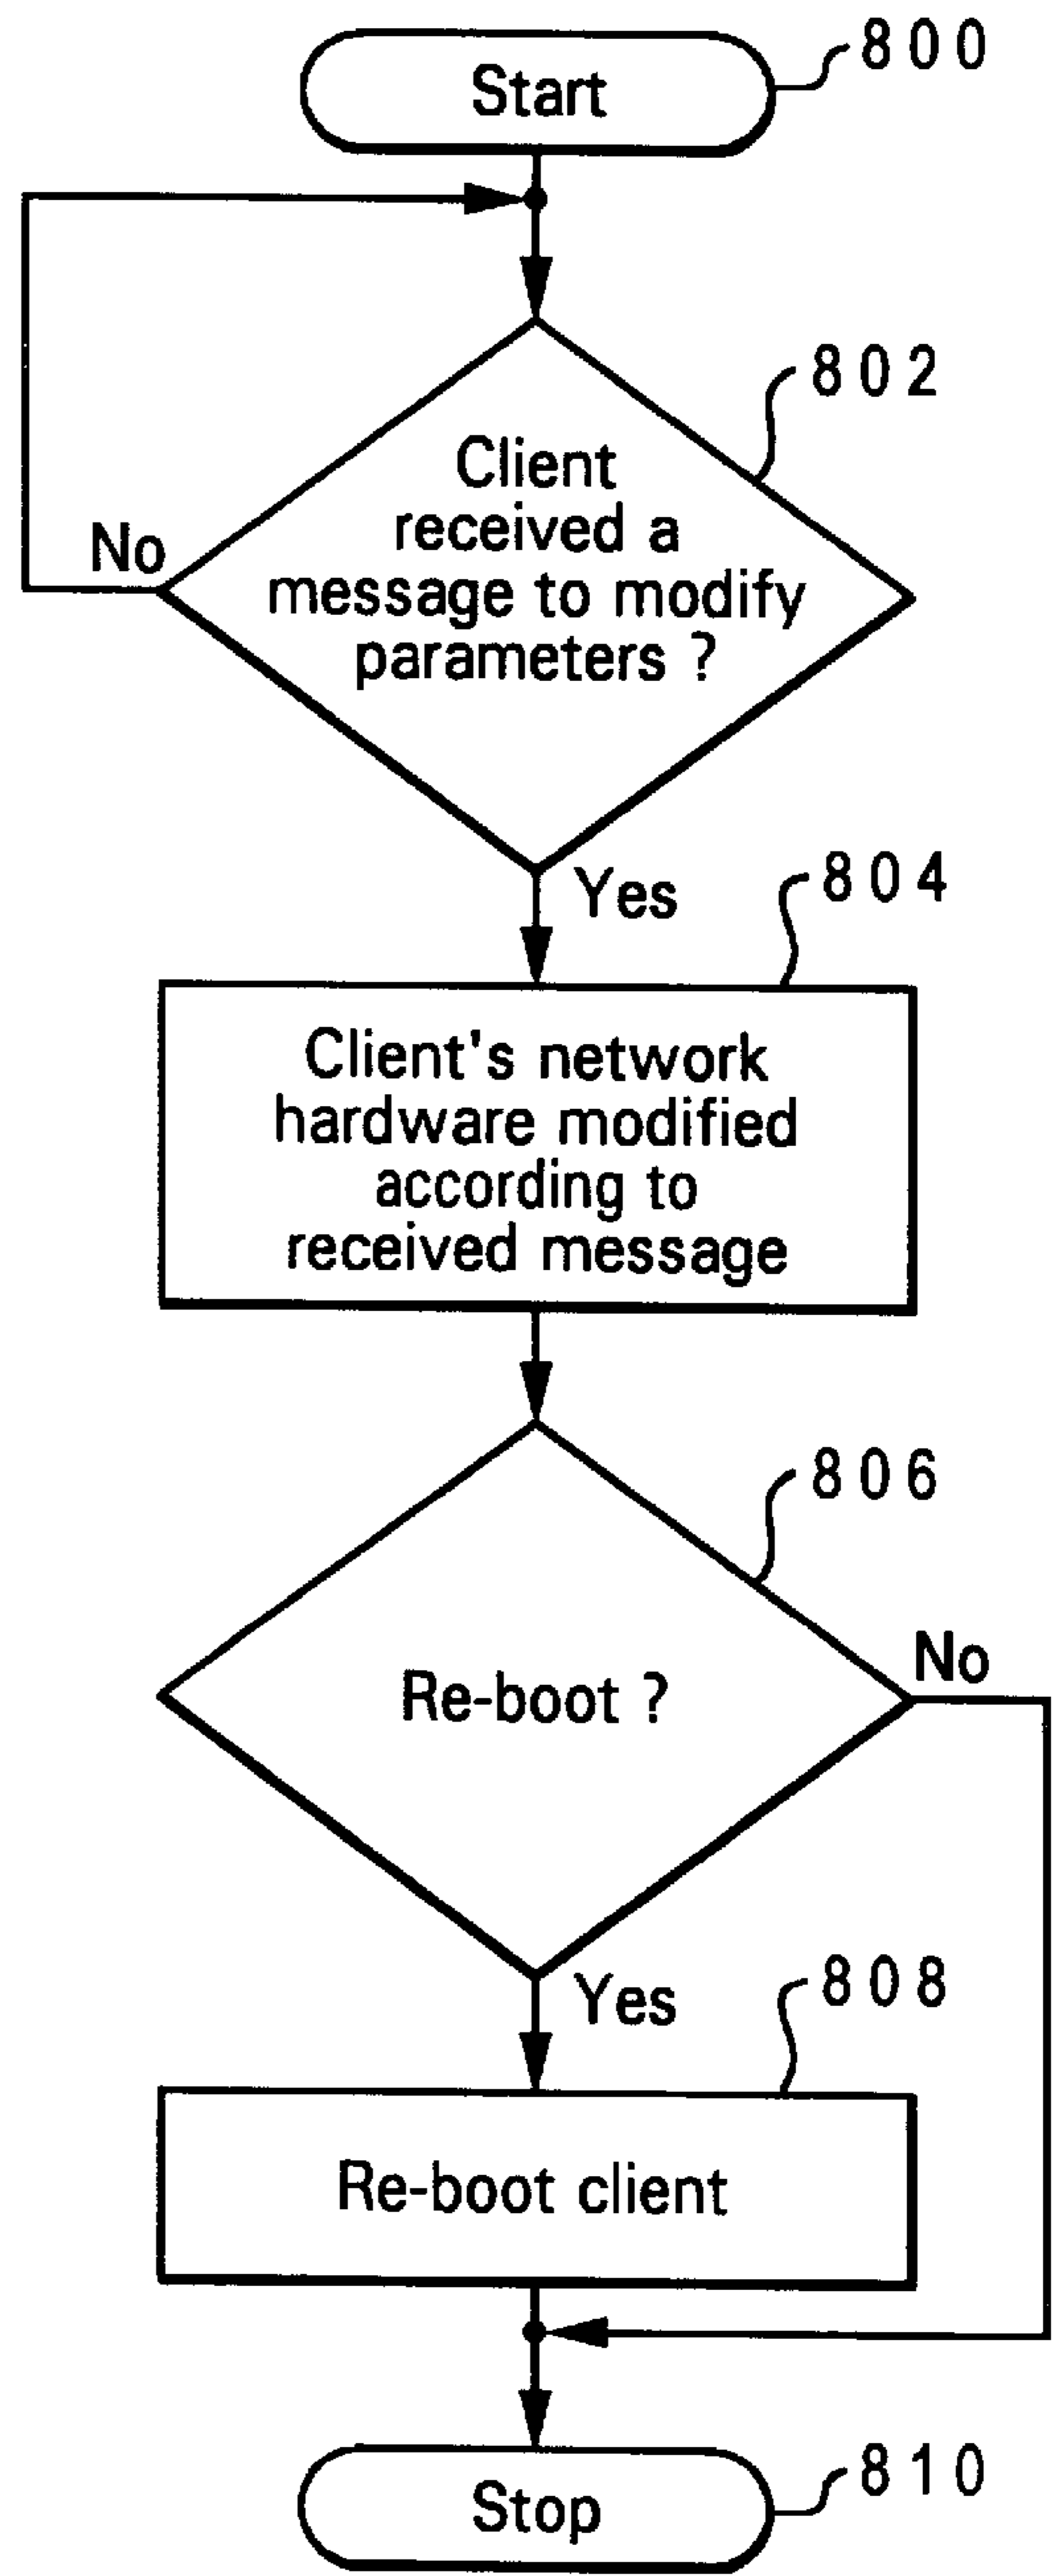 Start
800
802
Client
received a
message to modify
parameters ?
No
Yes
804
Client's network
hardware modified
according to
received message
806
Re-boot ?
No
Yes
808
Re-boot client
Stop
810